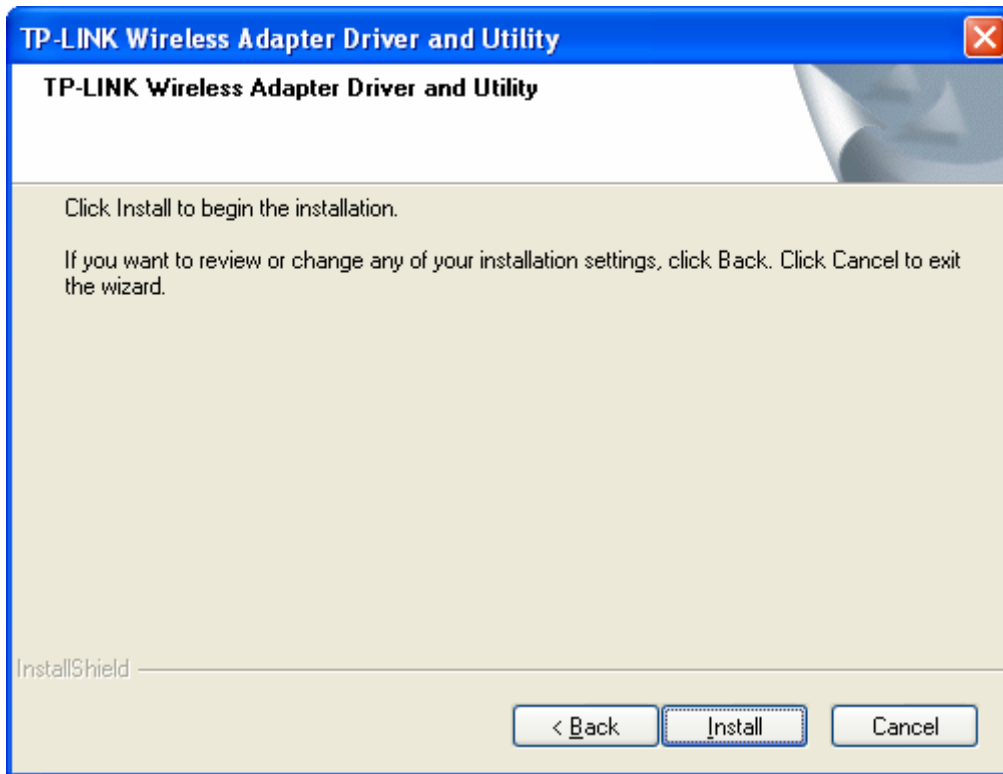 TP-LINK Wireless Adapter Driver and Utility
TP-LINK Wireless Adapter Driver and Utility
Click Install to begin the installation.
If you want to review or change any of your installation settings, click Back. Click Cancel to exit
the wizard.
InstallShield
< Back Install Cancel